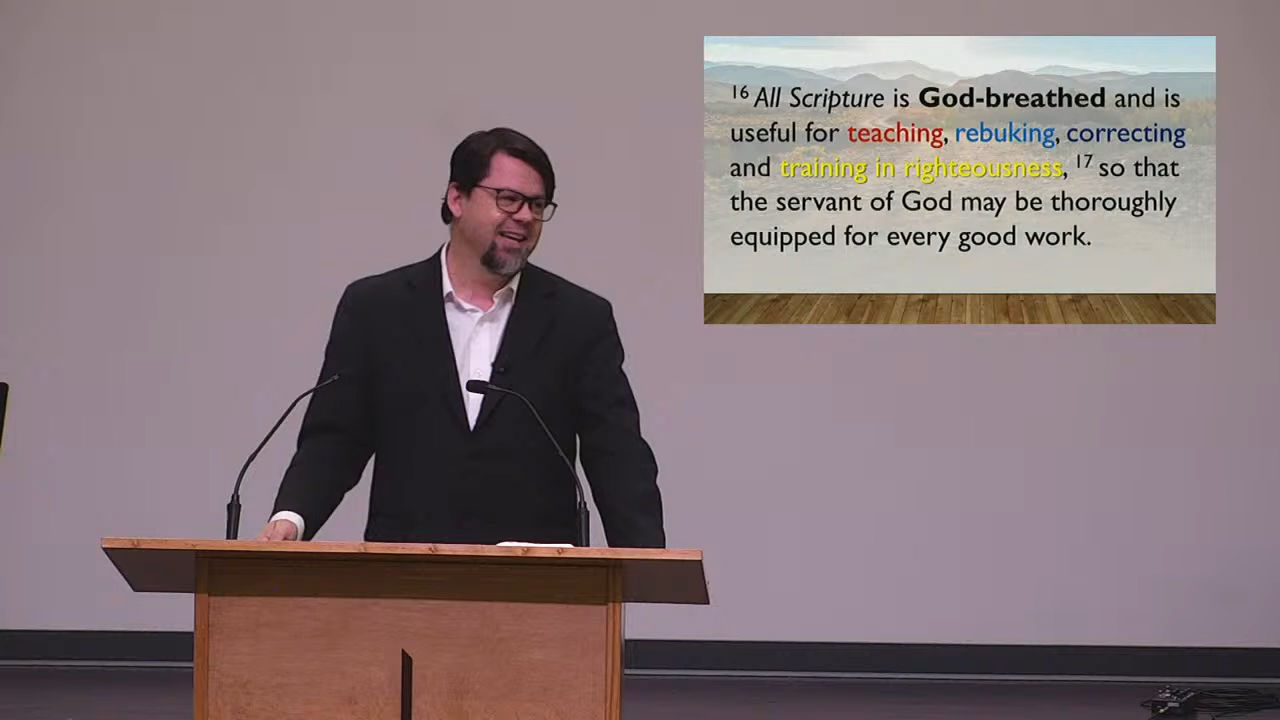 16 All Scripture is God-breathed and is
useful for teaching, rebuking, correcting
and training in righteousness, 17 so that
the servant of God may be thoroughly
equipped for every good work.